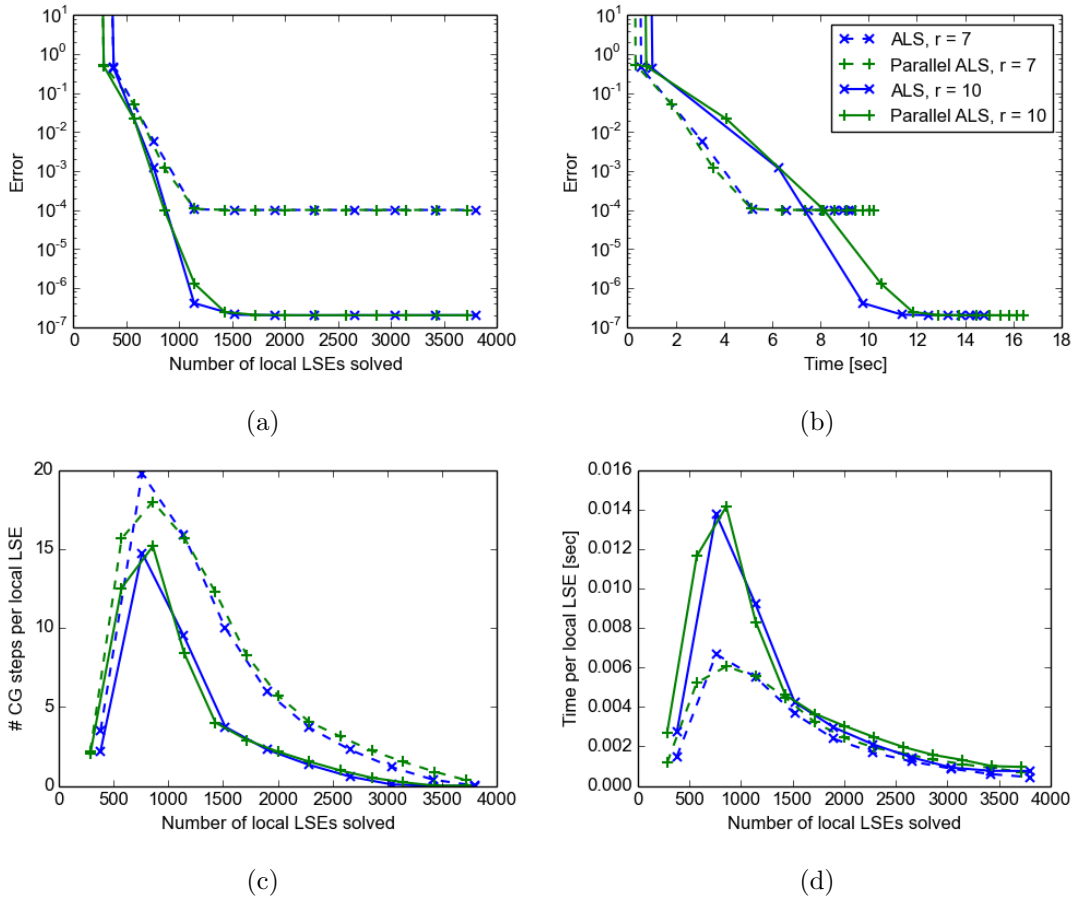 10^1
10^0
10^-1
10^-2
10^-3
10^-4
10^-5
10^-6
10^-7
Error
0 500 1000 1500 2000 2500 3000 3500 4000
Number of local LSEs solved
(a)
10^1
10^0
10^-1
10^-2
10^-3
10^-4
10^-5
10^-6
10^-7
Error
0 2 4 6 8 10 12 14 16 18
Time [sec]
ALS, r = 7
Parallel ALS, r = 7
ALS, r = 10
Parallel ALS, r = 10
(b)
20
15
10
5
0
# CG steps per local LSE
0 500 1000 1500 2000 2500 3000 3500 4000
Number of local LSEs solved
(c)
0.016
0.014
0.012
0.010
0.008
0.006
0.004
0.002
0.000
Time per local LSE [sec]
0 500 1000 1500 2000 2500 3000 3500 4000
Number of local LSEs solved
(d)